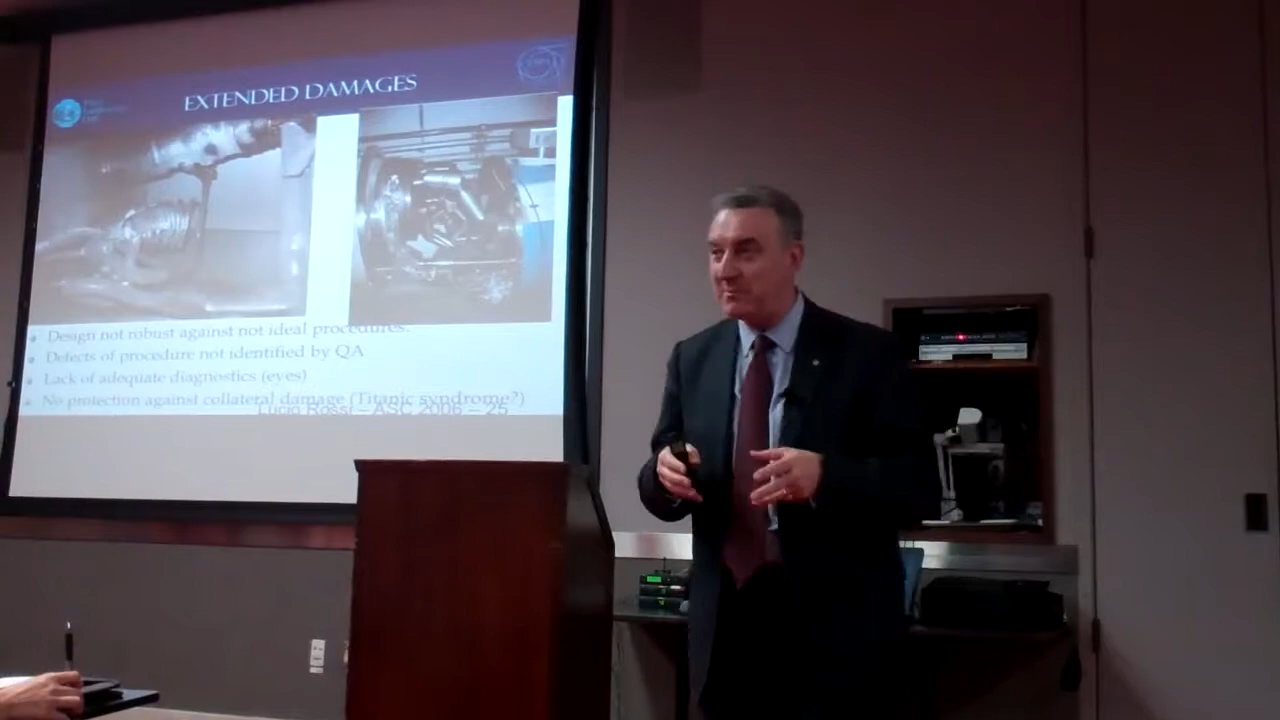 EXTENDED DAMAGES
Design not robust against not ideal procedures.
Defects of procedure not identified by QA
Lack of adequate diagnostics (eyes)
No protection against collateral damage (Titanic syndrome?)
Lucio Rossi – ASC 2006 – 25